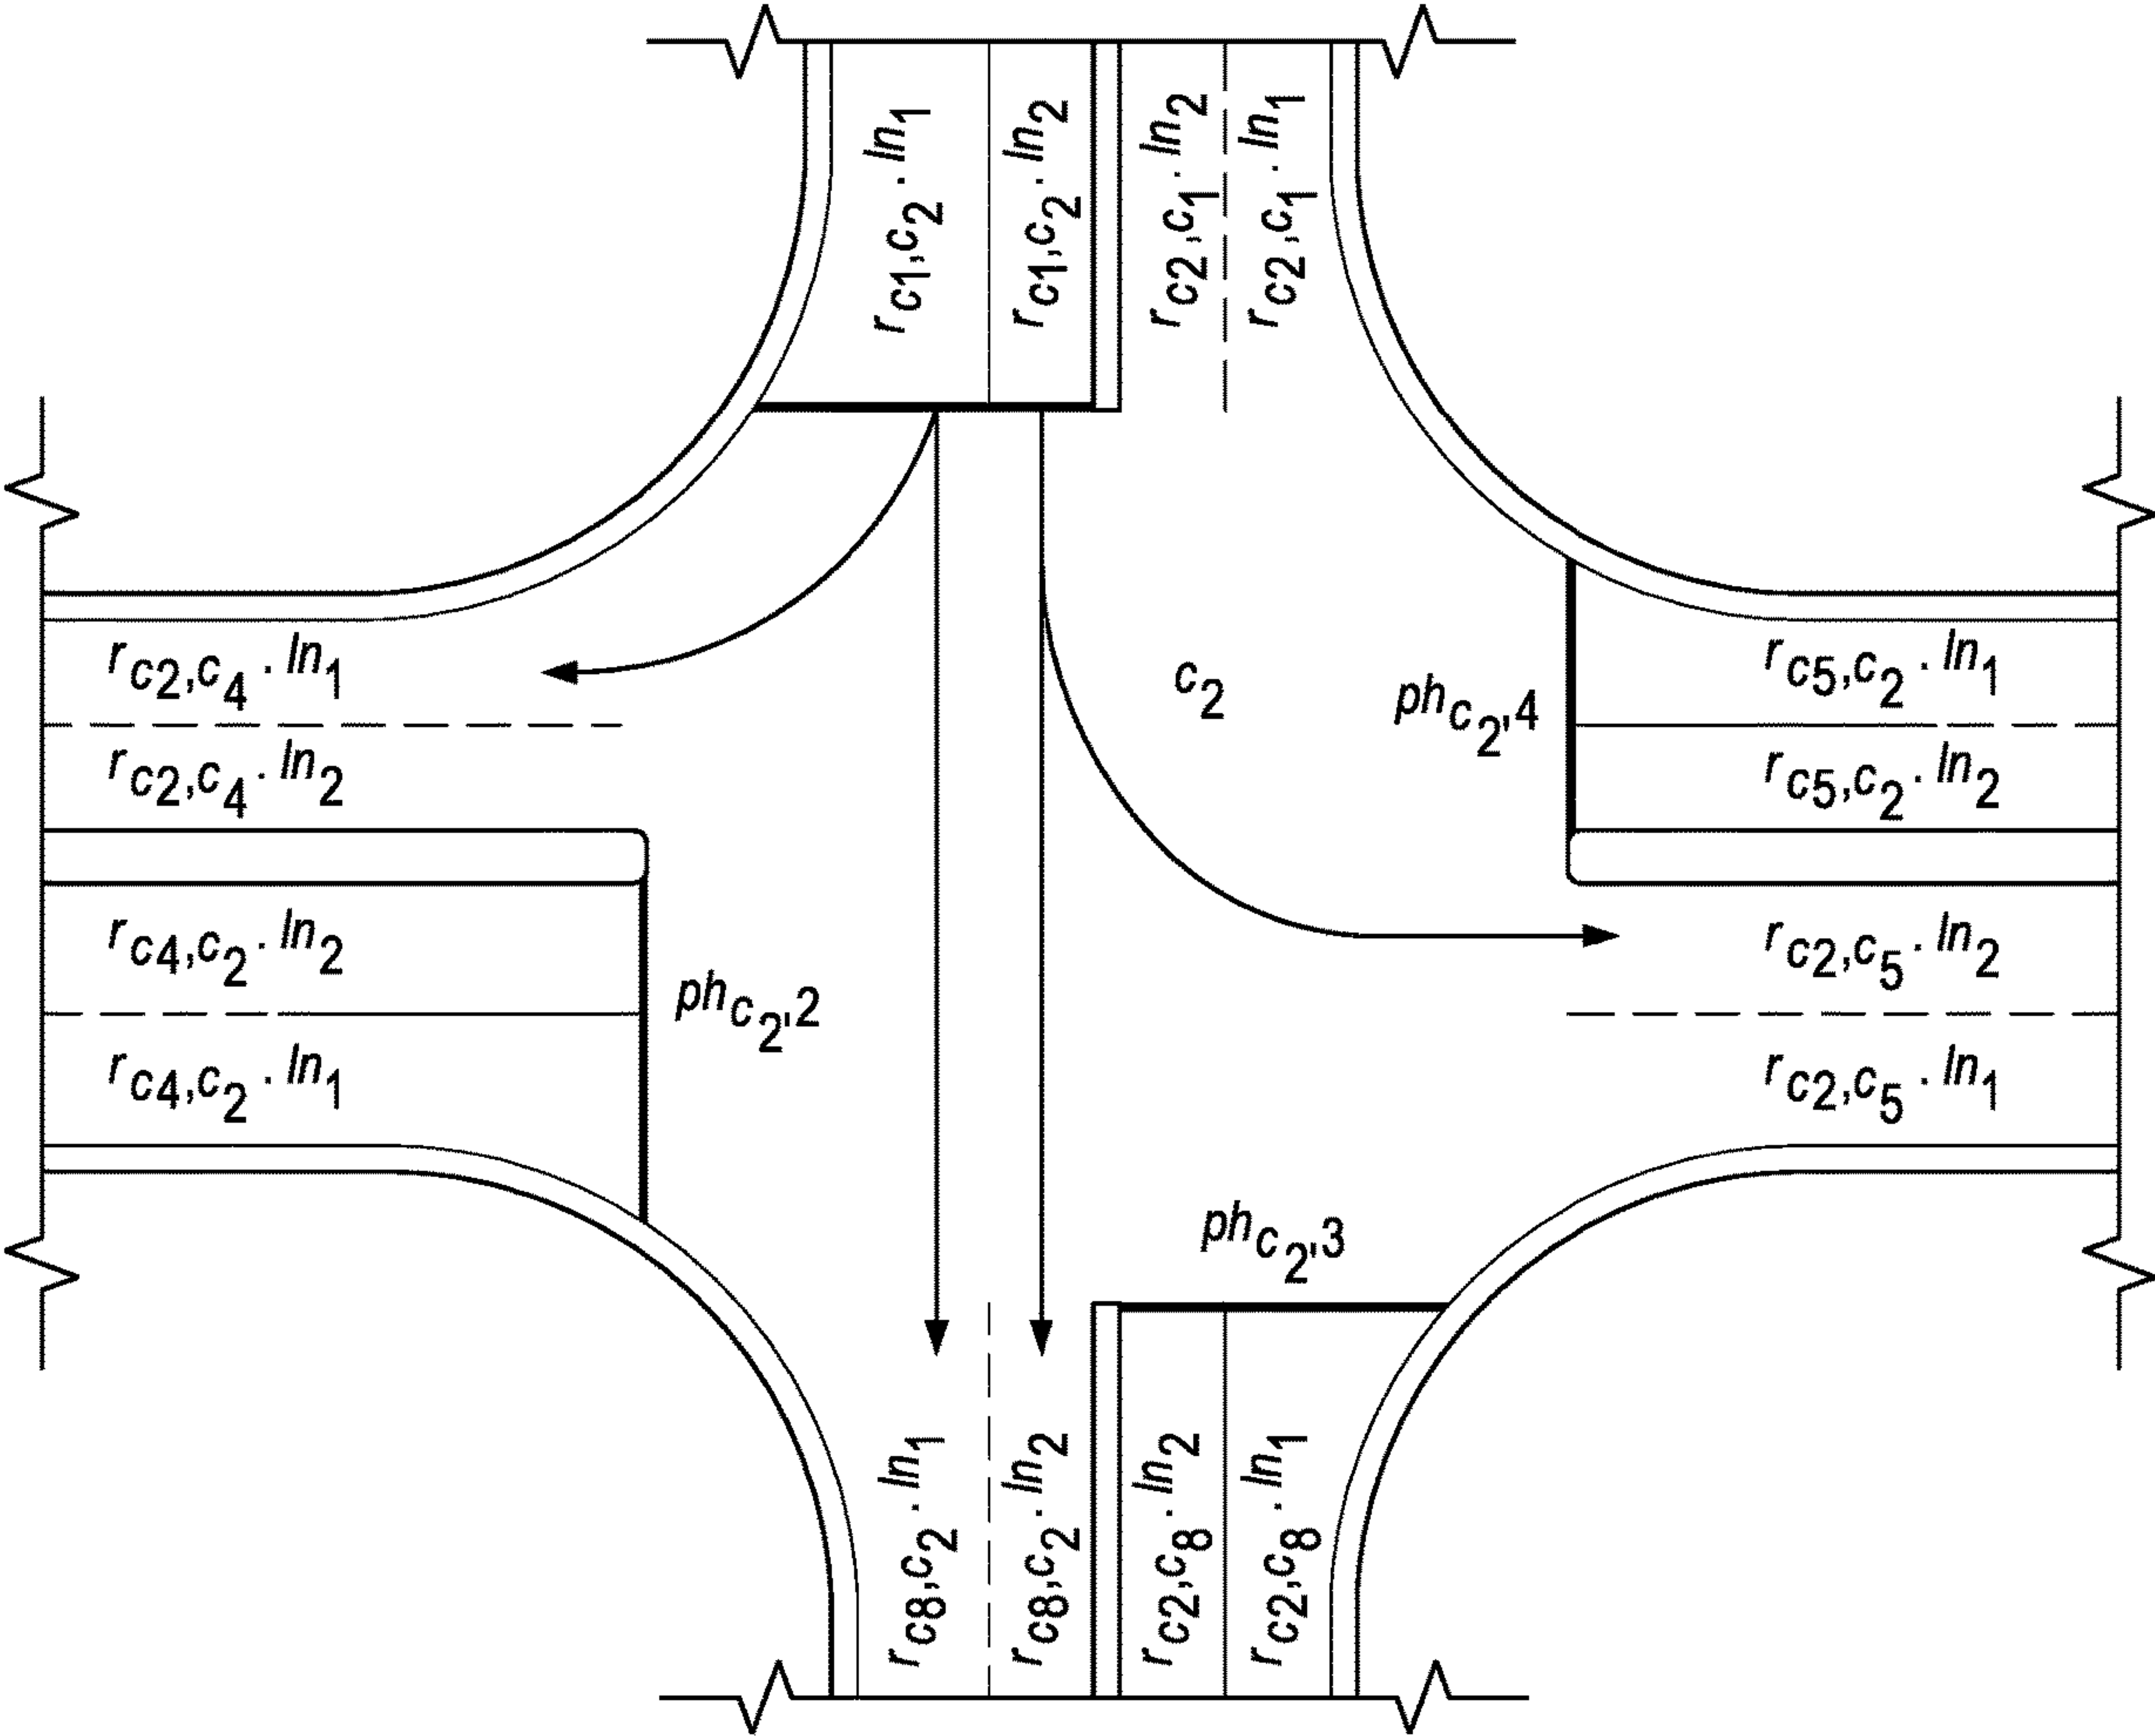 r c1,c2 . ln1
r c1,c2 . ln2
r c2,c1 . ln2
r c2,c1 . ln1
r c2,c4 . ln1
r c2,c4 . ln2
c2
ph c2,4
r c5,c2 . ln1
r c5,c2 . ln2
r c4,c2 . ln2
r c4,c2 . ln1
ph c2,2
r c2,c5 . ln2
r c2,c5 . ln1
ph c2,3
r c8,c2 . ln1
r c8,c2 . ln2
r c2,c8 . ln2
r c2,c8 . ln1